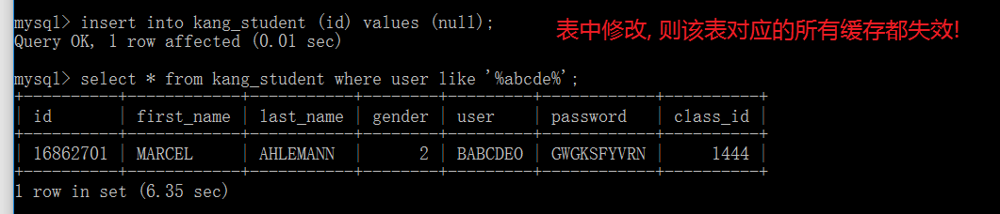 mysql> insert into kang_student (id) values (null);
Query OK, 1 row affected (0.01 sec)
表中修改, 则该表对应的所有缓存都失效!
mysql> select * from kang_student where user like '%abcde%';
+----------+------------+-----------+--------+---------+------------+----------+
| id | first_name | last_name | gender | user | password | class_id |
+----------+------------+-----------+--------+---------+------------+----------+
| 16862701 | MARCEL | AHLEMANN | 2 | BABCDEO | GWGKSFYVRN | 1444 |
+----------+------------+-----------+--------+---------+------------+----------+
1 row in set (6.35 sec)